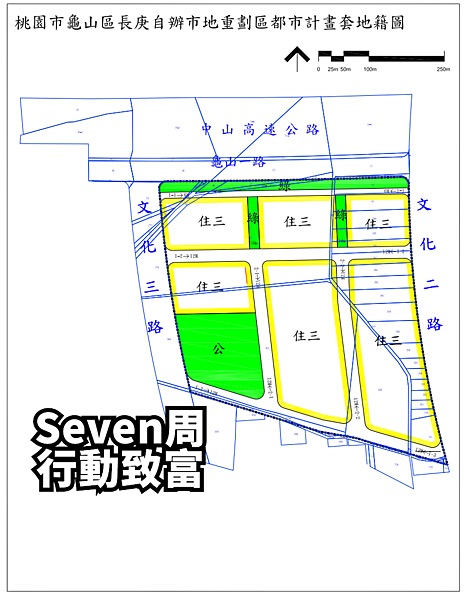 桃園市龜山區長庚自辦市地重劃區都市計畫套地籍圖
0 25m 50m 100m 250m
中山高速公路
龜山一路
綠
文化三路
住三
綠
住三
綠
住三
文化二路
I-Z-12M
住三
住三
住三
公
Seven周
行動致富